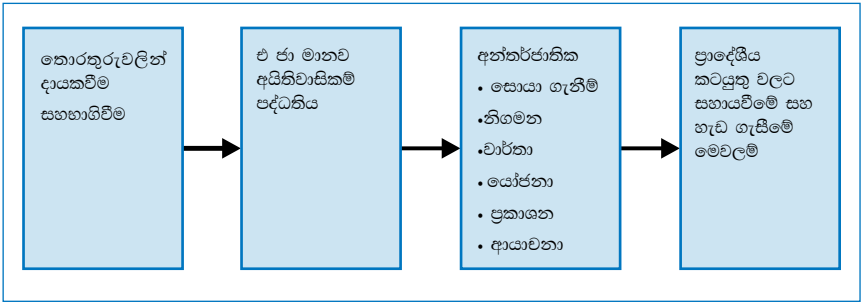 තොරතුරුවලින්
දායකවීම
සහභාගිවීම
එ ජා මානව
අයිතිවාසිකම්
පද්ධතිය
අන්තර්ජාතික
• සොයා ගැනීම්
•නිගමන
•වාර්තා
• යෝජනා
• ප්‍රකාශන
• ආයාචනා
ප්‍රාදේශීය
කටයුතු වලට
සහායවීමේ සහ
හැඩ ගැසීමේ
මෙවලම්